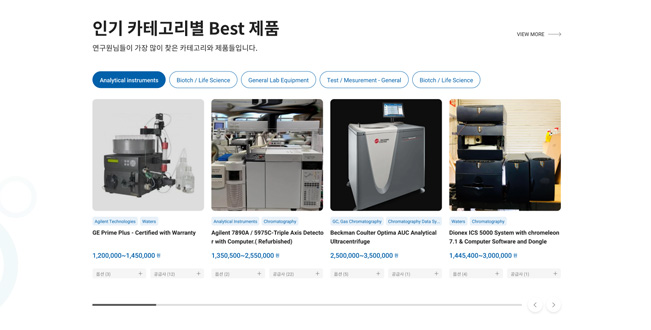 인기 카테고리별 Best 제품
VIEW MORE
연구원님들이 가장 많이 찾은 카테고리와 제품들입니다.
Analytical instruments
Biotch / Life Science
General Lab Equipment
Test / Mesurement - General
Biotch / Life Science
Agilent Technologies
Waters
GE Prime Plus - Certified with Warranty
1,200,000~1,450,000 원
옵션 (3)
+
공급사 (12)
+
Analytical Instruments
Chromatography
Agilent 7890A / 5975C-Triple Axis Detecto
r with Computer.( Refurbished)
1,350,500~2,550,000 원
옵션 (2)
+
공급사 (22)
+
GC, Gas Chromatography
Chromatography Data Sy...
Beckman Coulter Optima AUC Analytical
Ultracentrifuge
2,500,000~3,500,000 원
옵션 (5)
+
공급사 (1)
+
Waters
Chromatography
Dionex ICS 5000 System with chromeleon
7.1 & Computer Software and Dongle
1,445,400~3,000,000 원
옵션 (4)
+
공급사 (1)
+